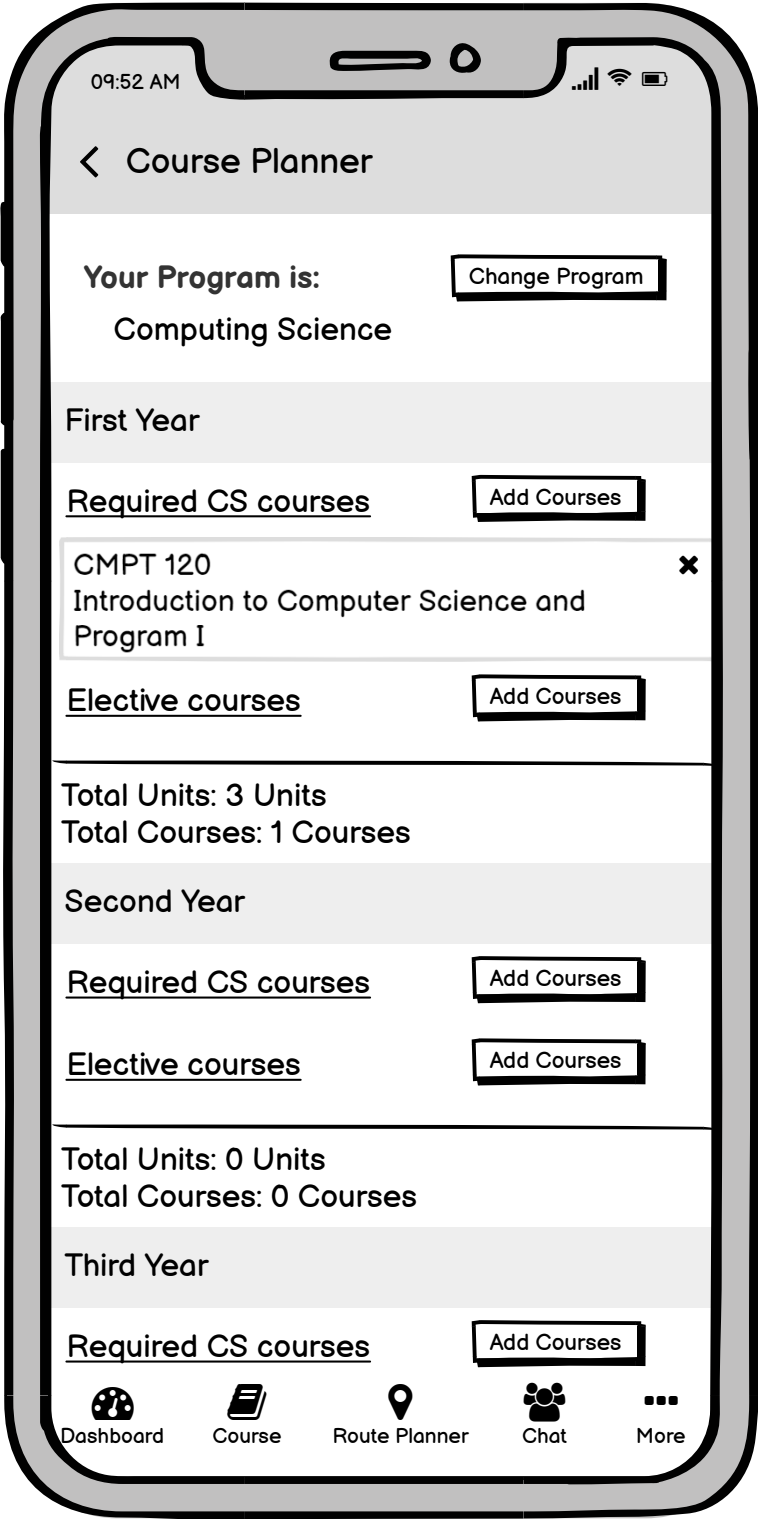 09:52 AM
Course Planner
Your Program is:
Change Program
Computing Science
First Year
Required CS courses
Add Courses
CMPT 120
Introduction to Computer Science and
Program I
Elective courses
Add Courses
Total Units: 3 Units
Total Courses: 1 Courses
Second Year
Required CS courses
Add Courses
Elective courses
Add Courses
Total Units: 0 Units
Total Courses: 0 Courses
Third Year
Required CS courses
Add Courses
Dashboard
Course
Route Planner
Chat
More